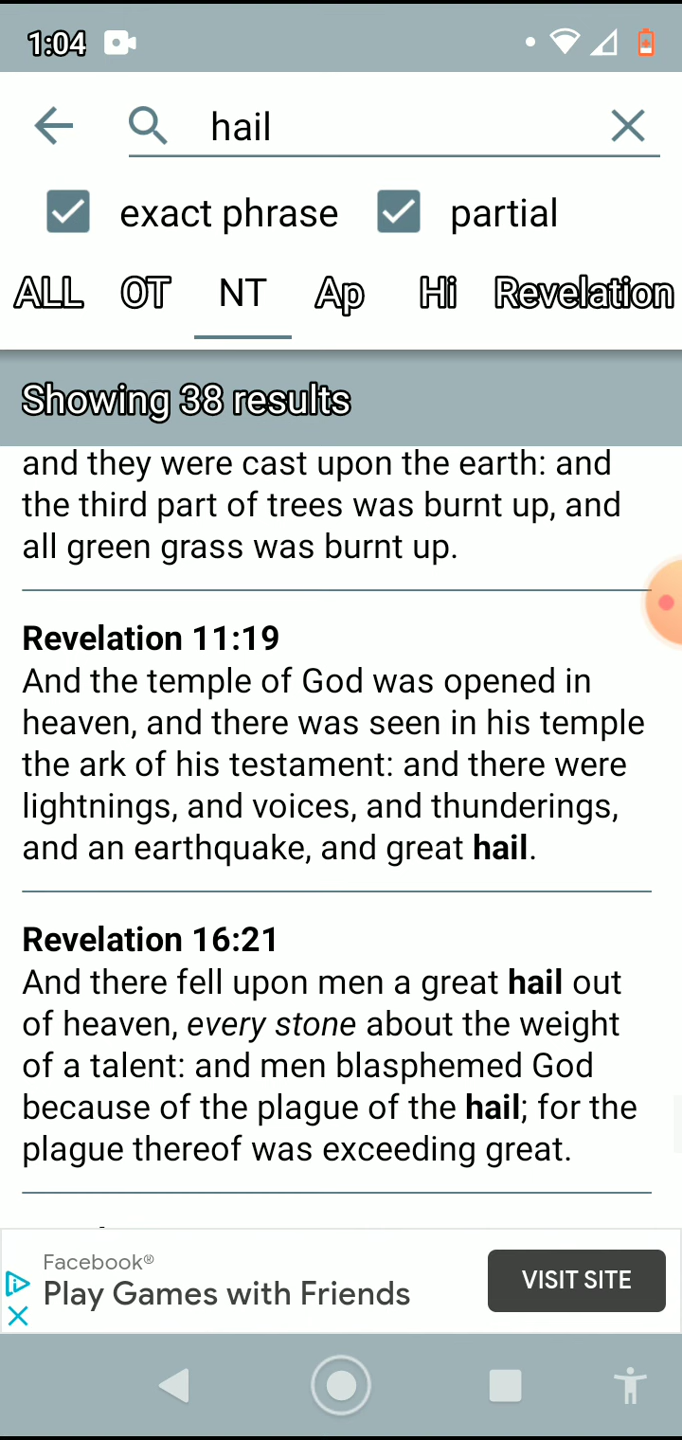 1:04
hail
exact phrase partial
ALL OT NT Ap Hi Revelation
Showing 38 results
and they were cast upon the earth: and
the third part of trees was burnt up, and
all green grass was burnt up.
Revelation 11:19
And the temple of God was opened in
heaven, and there was seen in his temple
the ark of his testament: and there were
lightnings, and voices, and thunderings,
and an earthquake, and great hail.
Revelation 16:21
And there fell upon men a great hail out
of heaven, every stone about the weight
of a talent: and men blasphemed God
because of the plague of the hail; for the
plague thereof was exceeding great.
Facebook®
Play Games with Friends
VISIT SITE